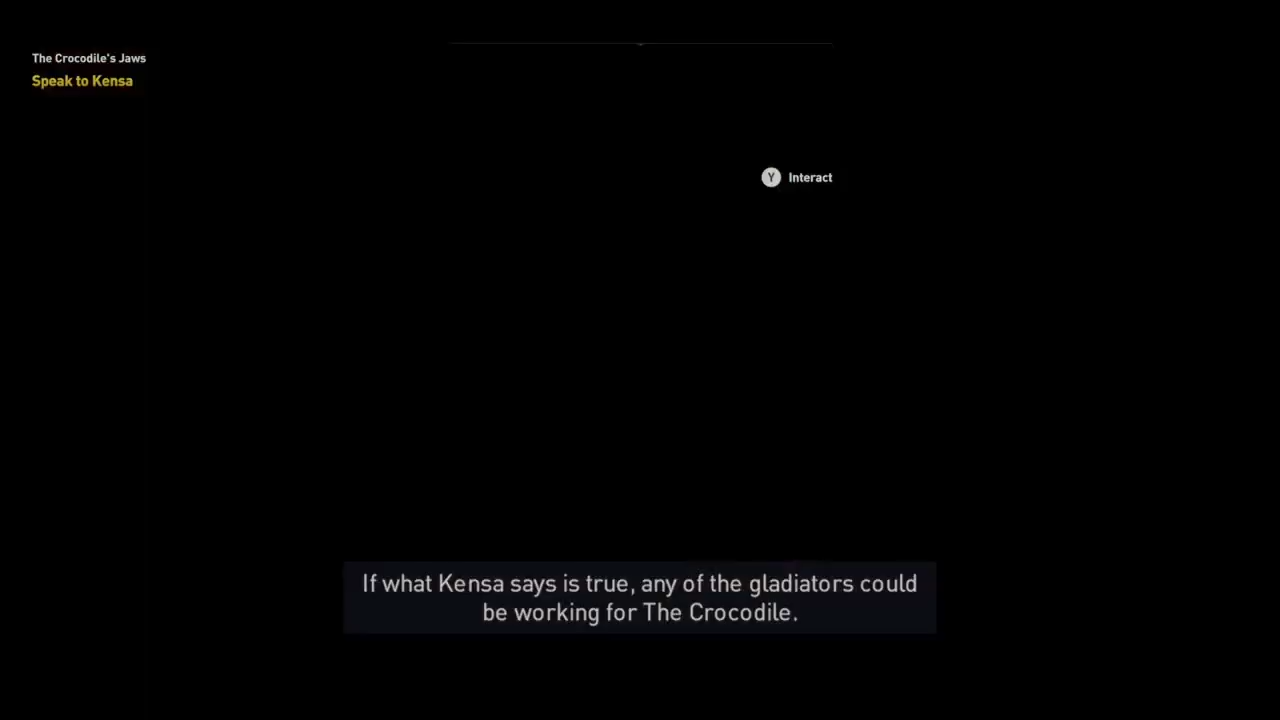 The Crocodile's Jaws
Speak to Kensa
Y Interact
If what Kensa says is true, any of the gladiators could
be working for The Crocodile.